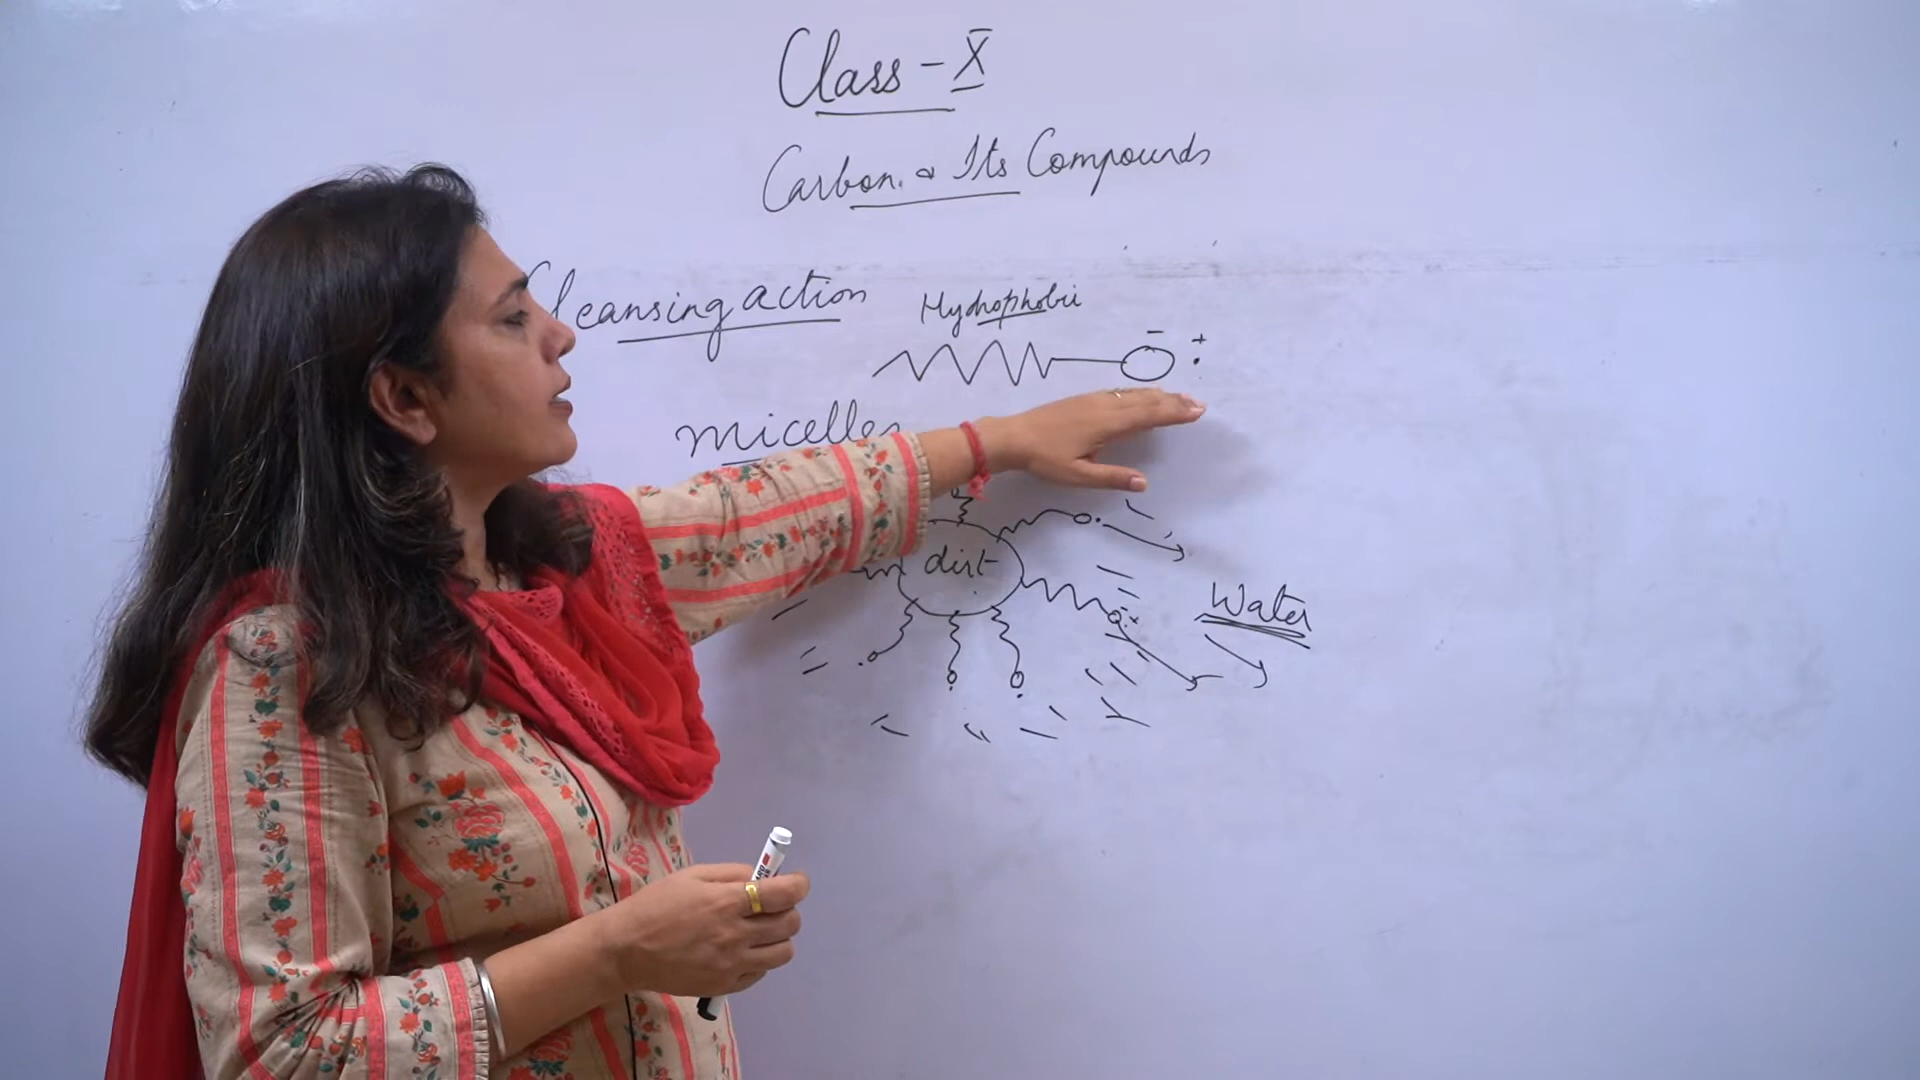 Class - X
Carbon & Its Compounds
Cleansing action
Hydrophobic
- +
micelles
dirt
Water